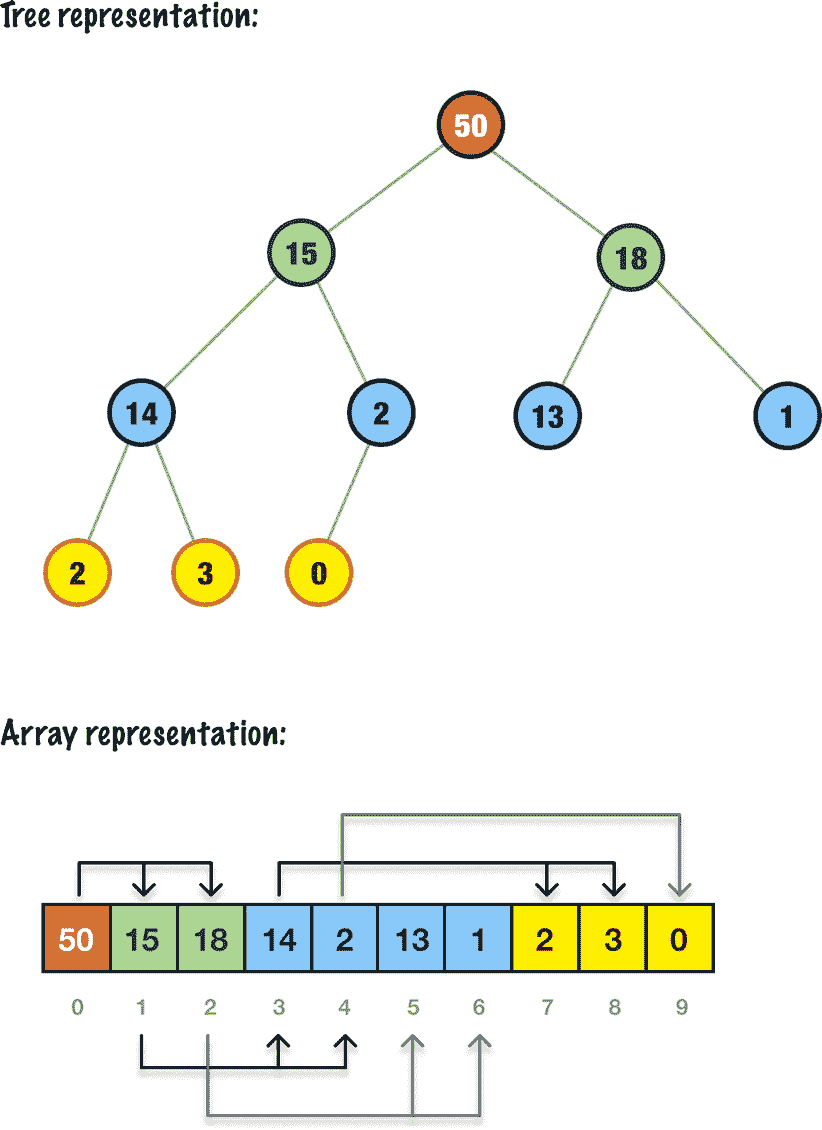 Tree representation:
50
15 18
14 2 13 1
2 3 0
Array representation:
50 15 18 14 2 13 1 2 3 0
0 1 2 3 4 5 6 7 8 9